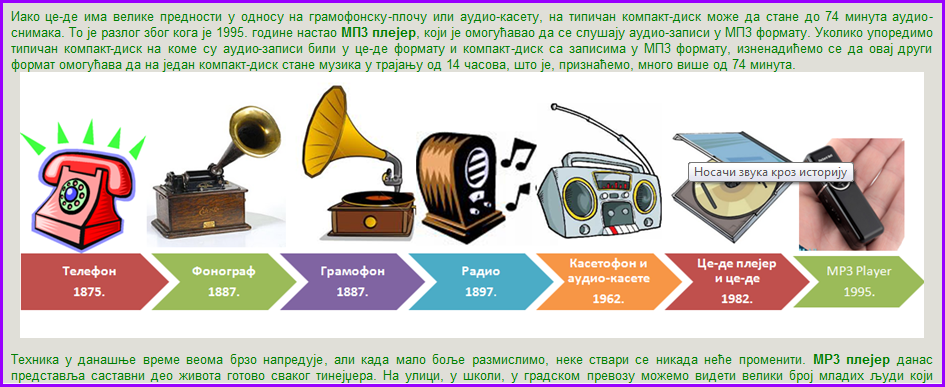 Иако це-де има велике предности у односу на грамофонску-плочу или аудио-касету, на типичан компакт-диск може да стане до 74 минута аудио-
снимака. То је разлог због кога је 1995. године настао МПЗ плејер, који је омогућавао да се слушају аудио-записи у МПЗ формату. Уколико упоредимо
типичан компакт-диск на коме су аудио-записи били у це-де формату и компакт-диск са записима у МПЗ формату, изненадићемо се да овај други
формат омогућава да на један компакт-диск стане музика у трајању од 14 часова, што је, признаћемо, много више од 74 минута.
Носачи звука кроз историју
Телефон
1875.
Фонограф
1887.
Грамофон
1887.
Радио
1897.
Касетофон и
аудио-касете
1962.
Це-де плејер
и це-де
1982.
MP3 Player
1995.
Техника у данашње време веома брзо напредује, али када мало боље размислимо, неке ствари се никада неће променити. МРЗ плејер данас
представља саставни део живота готово сваког тинејџера. На улици, у школи, у градском превозу можемо видети велики број младих људи који